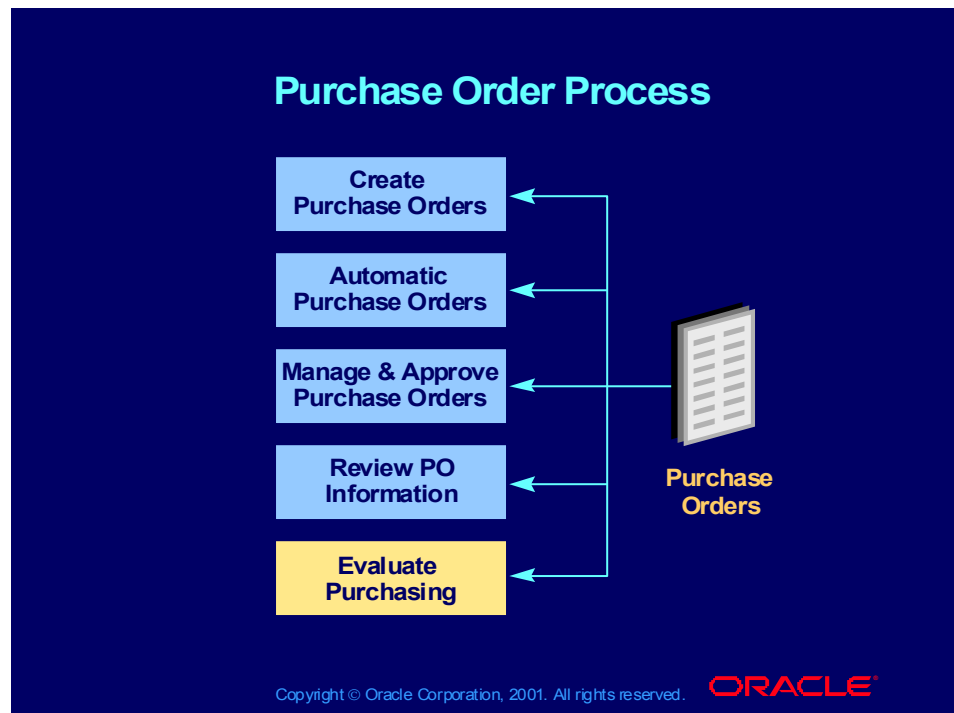 Purchase Order Process
Create
Purchase Orders
Automatic
Purchase Orders
Manage & Approve
Purchase Orders
Review PO
Information
Evaluate
Purchasing
Purchase
Orders
Copyright © Oracle Corporation, 2001. All rights reserved.
ORACLE®